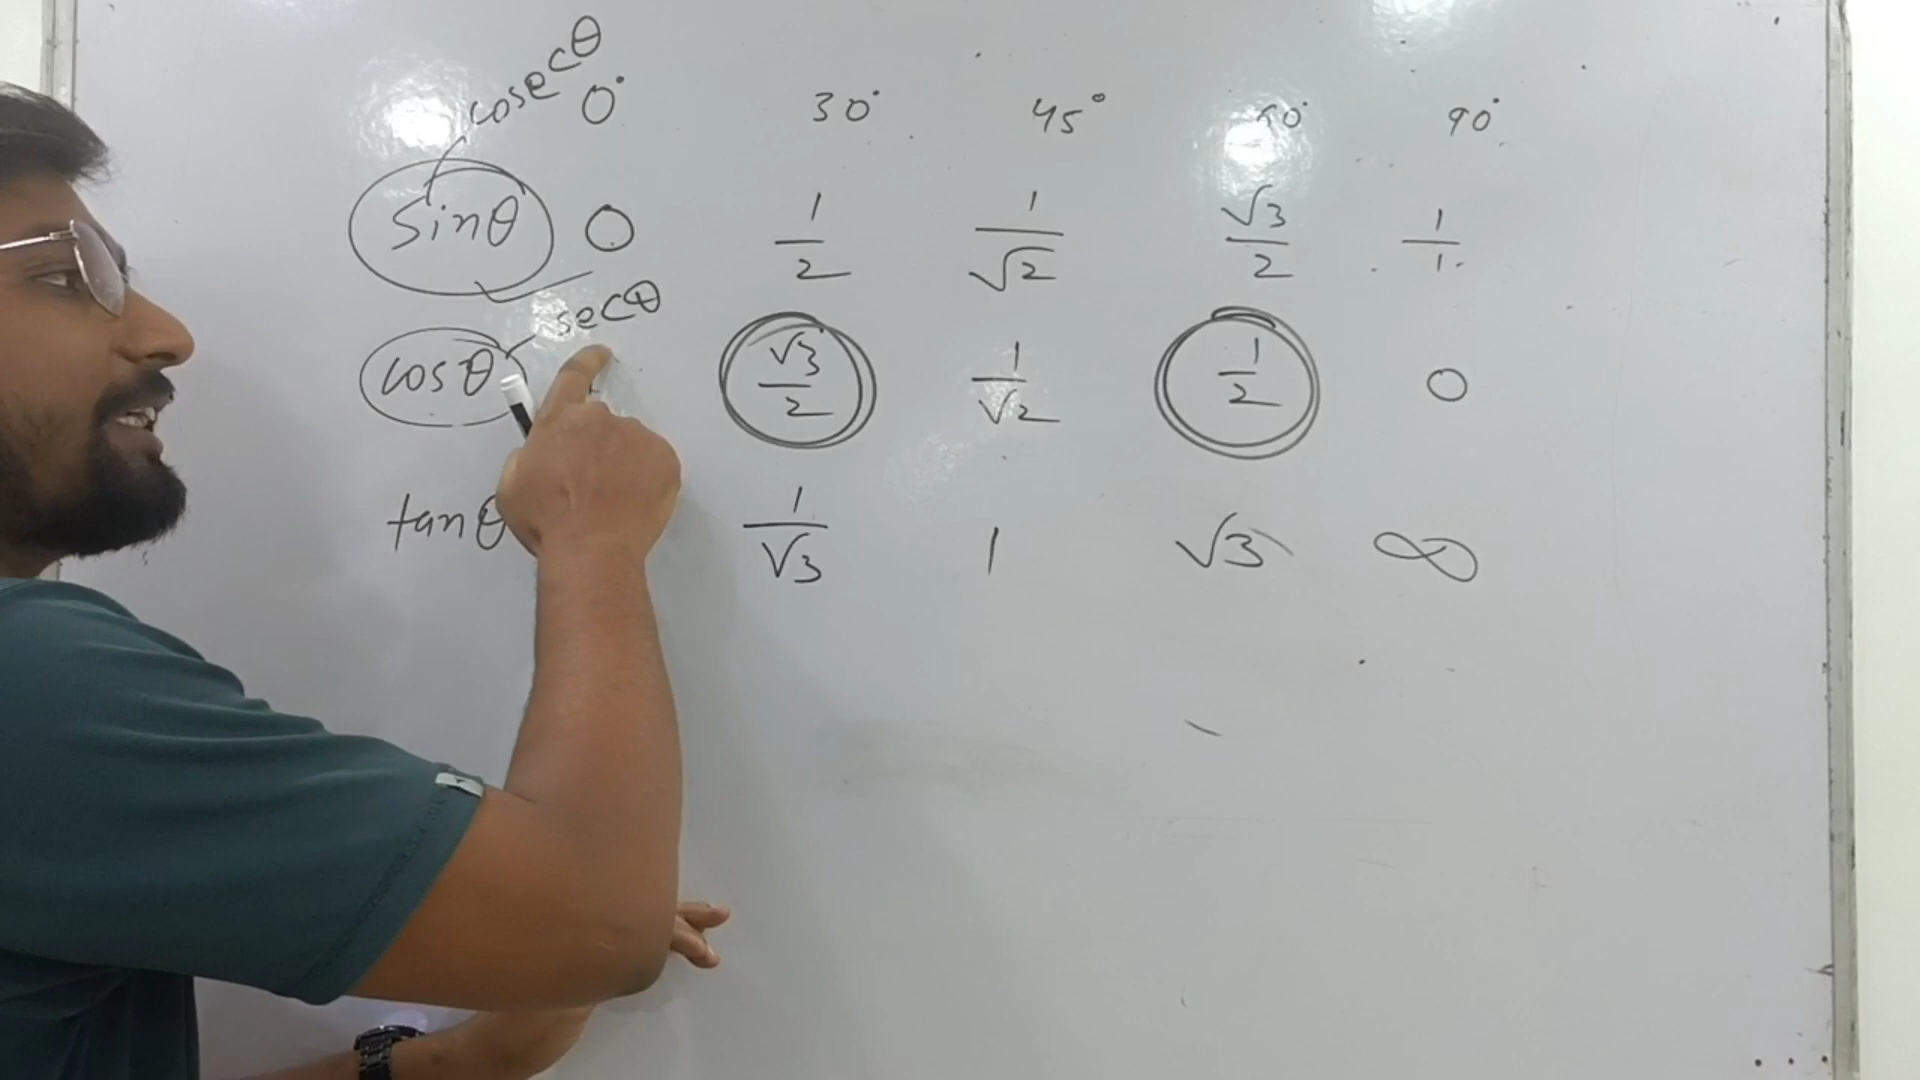 cosecθ
0° 30° 45° 60° 90°
sinθ 0 1/2 1/√2 √3/2 1/1
secθ
cosθ √3/2 1/√2 1/2 0
tanθ 1/√3 1 √3 ∞